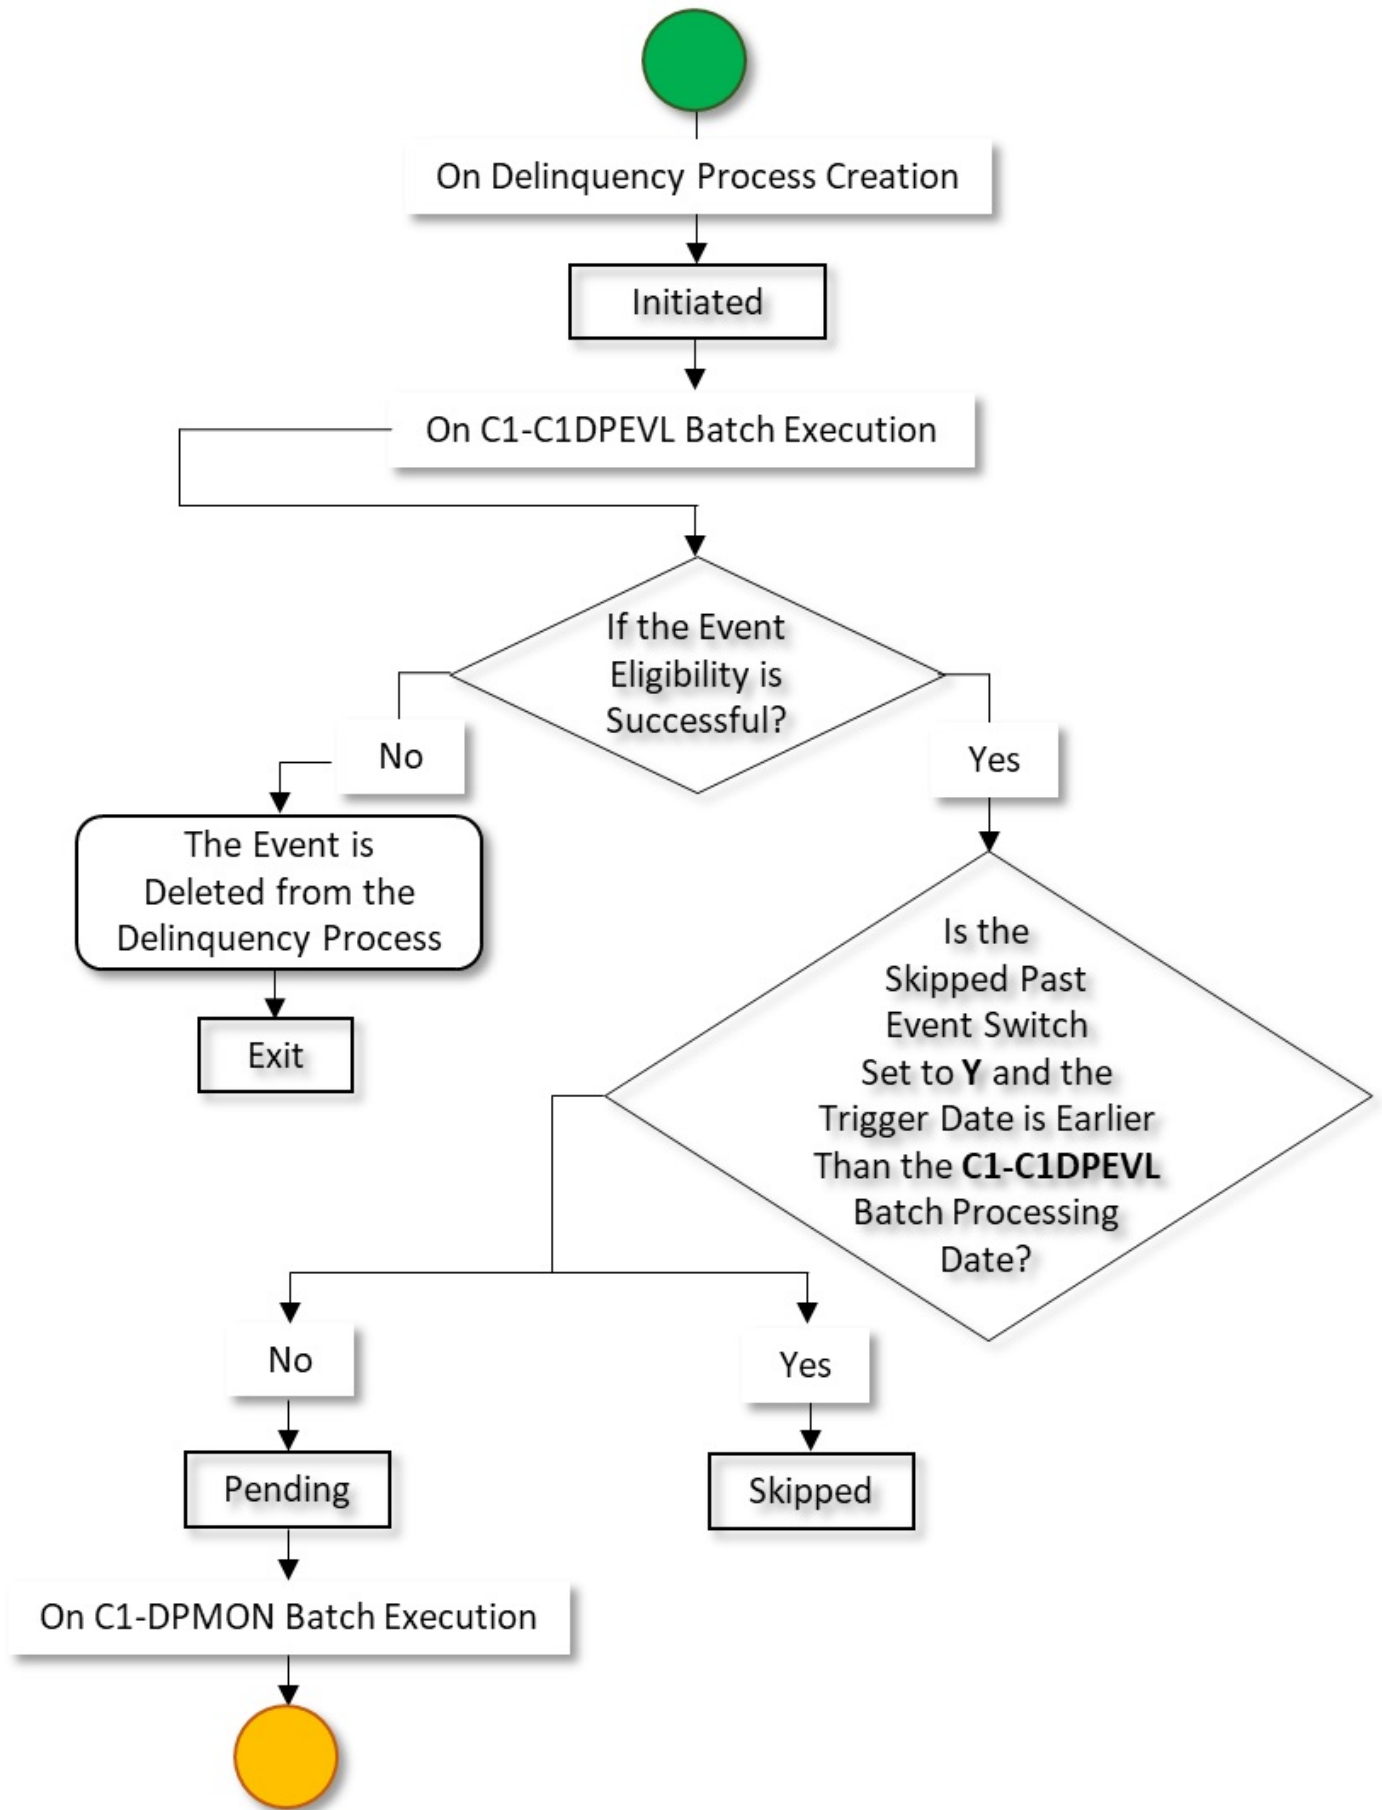 On Delinquency Process Creation
Initiated
On C1-C1DPEVL Batch Execution
If the Event
Eligibility is
Successful?
No
Yes
The Event is
Deleted from the
Delinquency Process
Exit
Is the
Skipped Past
Event Switch
Set to Y and the
Trigger Date is Earlier
Than the C1-C1DPEVL
Batch Processing
Date?
No
Yes
Pending
Skipped
On C1-DPMON Batch Execution